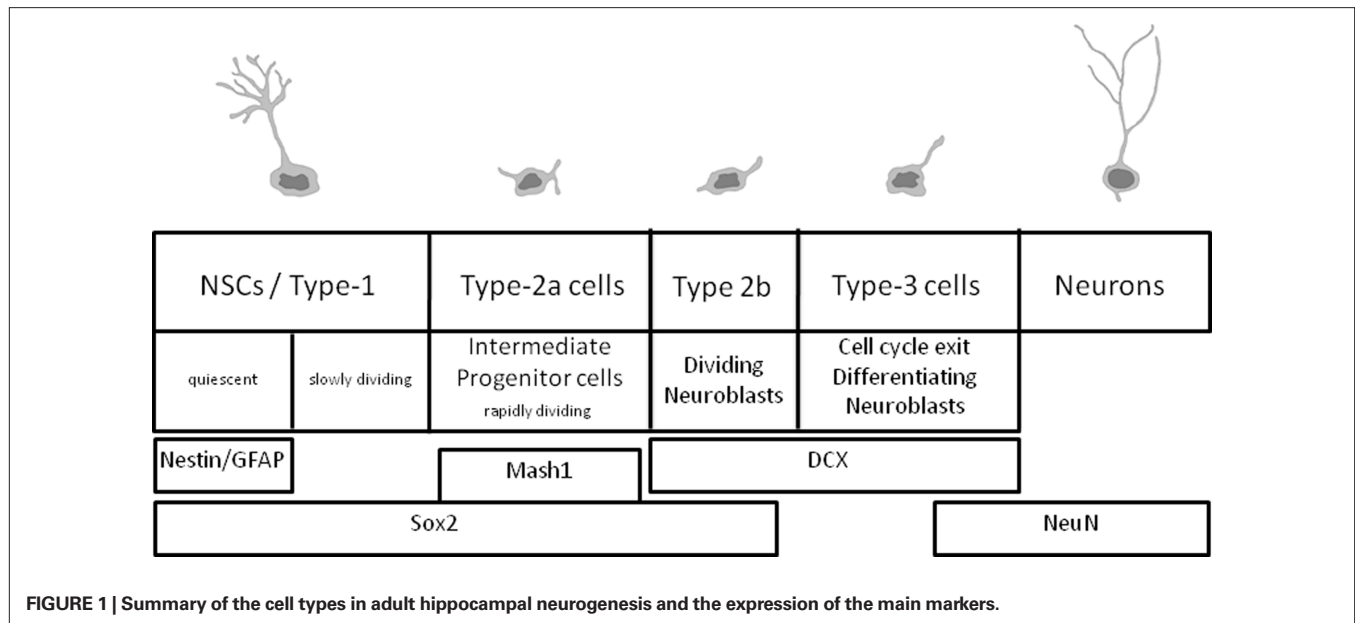 NSCs / Type-1
Type-2a cells
Type 2b
Type-3 cells
Neurons
quiescent
slowly dividing
Intermediate
Progenitor cells
rapidly dividing
Dividing
Neuroblasts
Cell cycle exit
Differentiating
Neuroblasts
Nestin/GFAP
Mash1
DCX
Sox2
NeuN
FIGURE 1 | Summary of the cell types in adult hippocampal neurogenesis and the expression of the main markers.